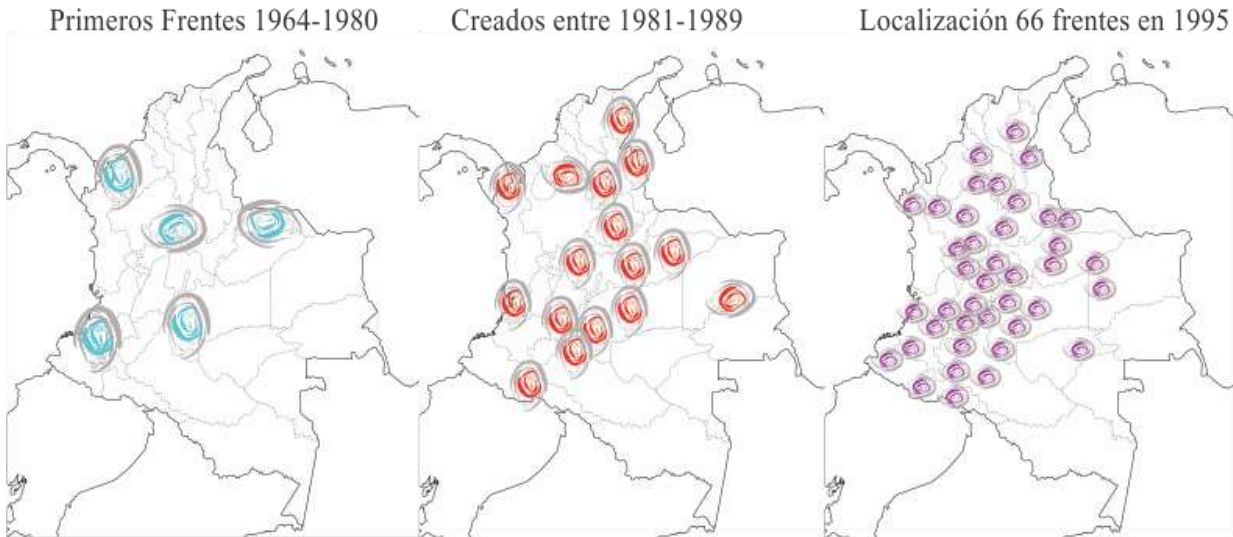 Primeros Frentes 1964-1980
Creados entre 1981-1989
Localización 66 frentes en 1995